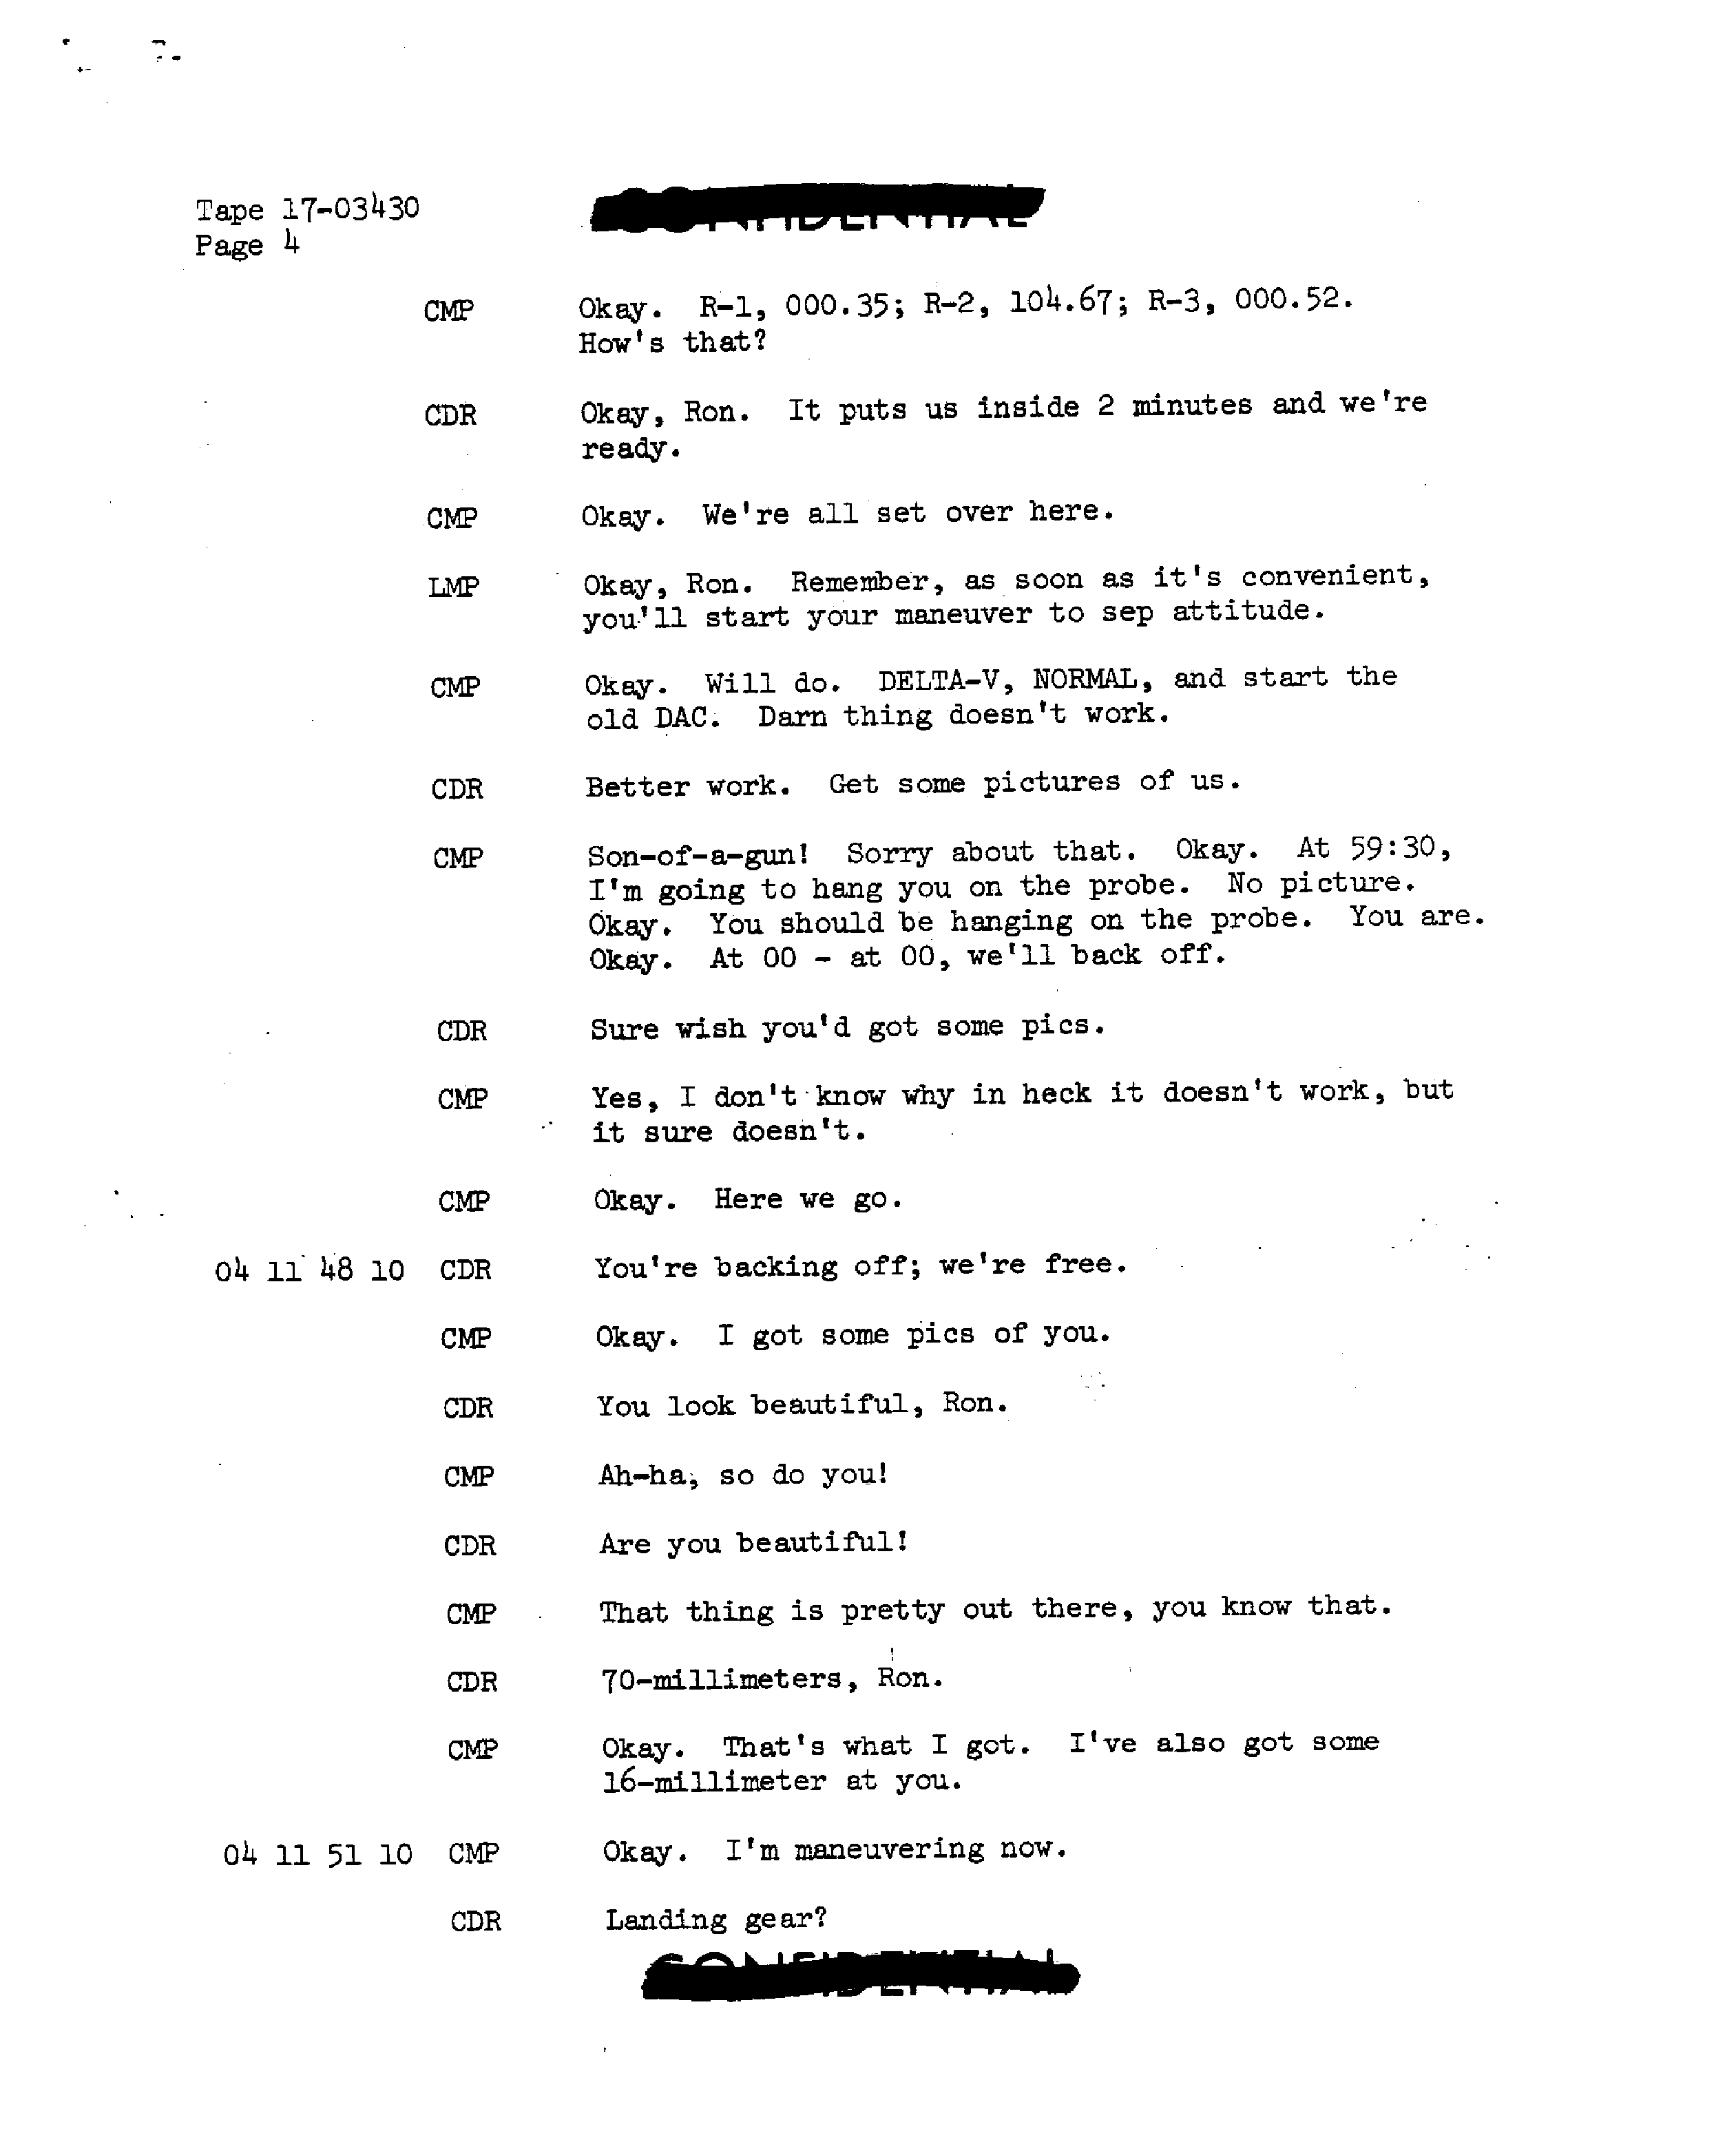 Tape 17-03430
Page 4
CONFIDENTIAL
CMP Okay. R-1, 000.35; R-2, 104.67; R-3, 000.52.
How's that?
CDR Okay, Ron. It puts us inside 2 minutes and we're
ready.
CMP Okay. We're all set over here.
LMP Okay, Ron. Remember, as soon as it's convenient,
you'll start your maneuver to sep attitude.
CMP Okay. Will do. DELTA-V, NORMAL, and start the
old DAC. Darn thing doesn't work.
CDR Better work. Get some pictures of us.
CMP Son-of-a-gun! Sorry about that. Okay. At 59:30,
I'm going to hang you on the probe. No picture.
Okay. You should be hanging on the probe. You are.
Okay. At 00 - at 00, we'll back off.
CDR Sure wish you'd got some pics.
CMP Yes, I don't know why in heck it doesn't work, but
it sure doesn't.
CMP Okay. Here we go.
04 11 48 10 CDR You're backing off; we're free.
CMP Okay. I got some pics of you.
CDR You look beautiful, Ron.
CMP Ah-ha, so do you!
CDR Are you beautiful!
CMP That thing is pretty out there, you know that.
CDR 70-millimeters, Ron.
CMP Okay. That's what I got. I've also got some
16-millimeter at you.
04 11 51 10 CMP Okay. I'm maneuvering now.
CDR Landing gear?
CONFIDENTIAL